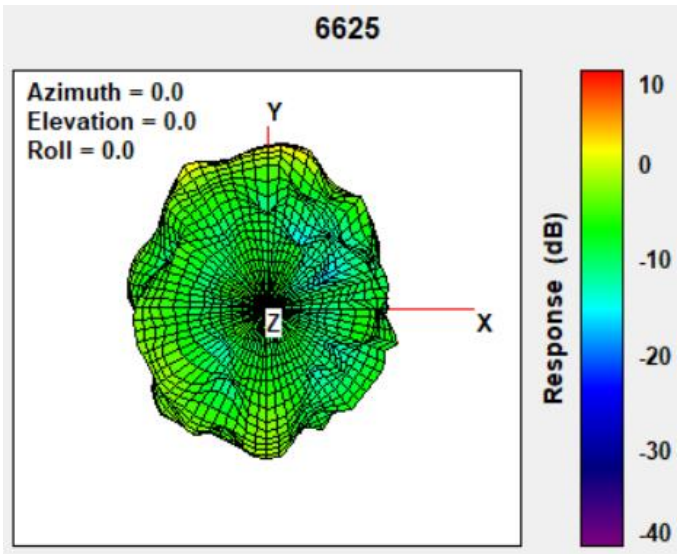 6625
Azimuth = 0.0
Elevation = 0.0
Roll = 0.0
Y
Z
X
Response (dB)
10
0
-10
-20
-30
-40